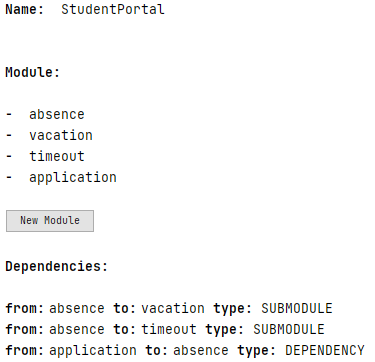 Name: StudentPortal
Module:
- absence
- vacation
- timeout
- application
New Module
Dependencies:
from: absence to: vacation type: SUBMODULE
from: absence to: timeout type: SUBMODULE
from: application to: absence type: DEPENDENCY